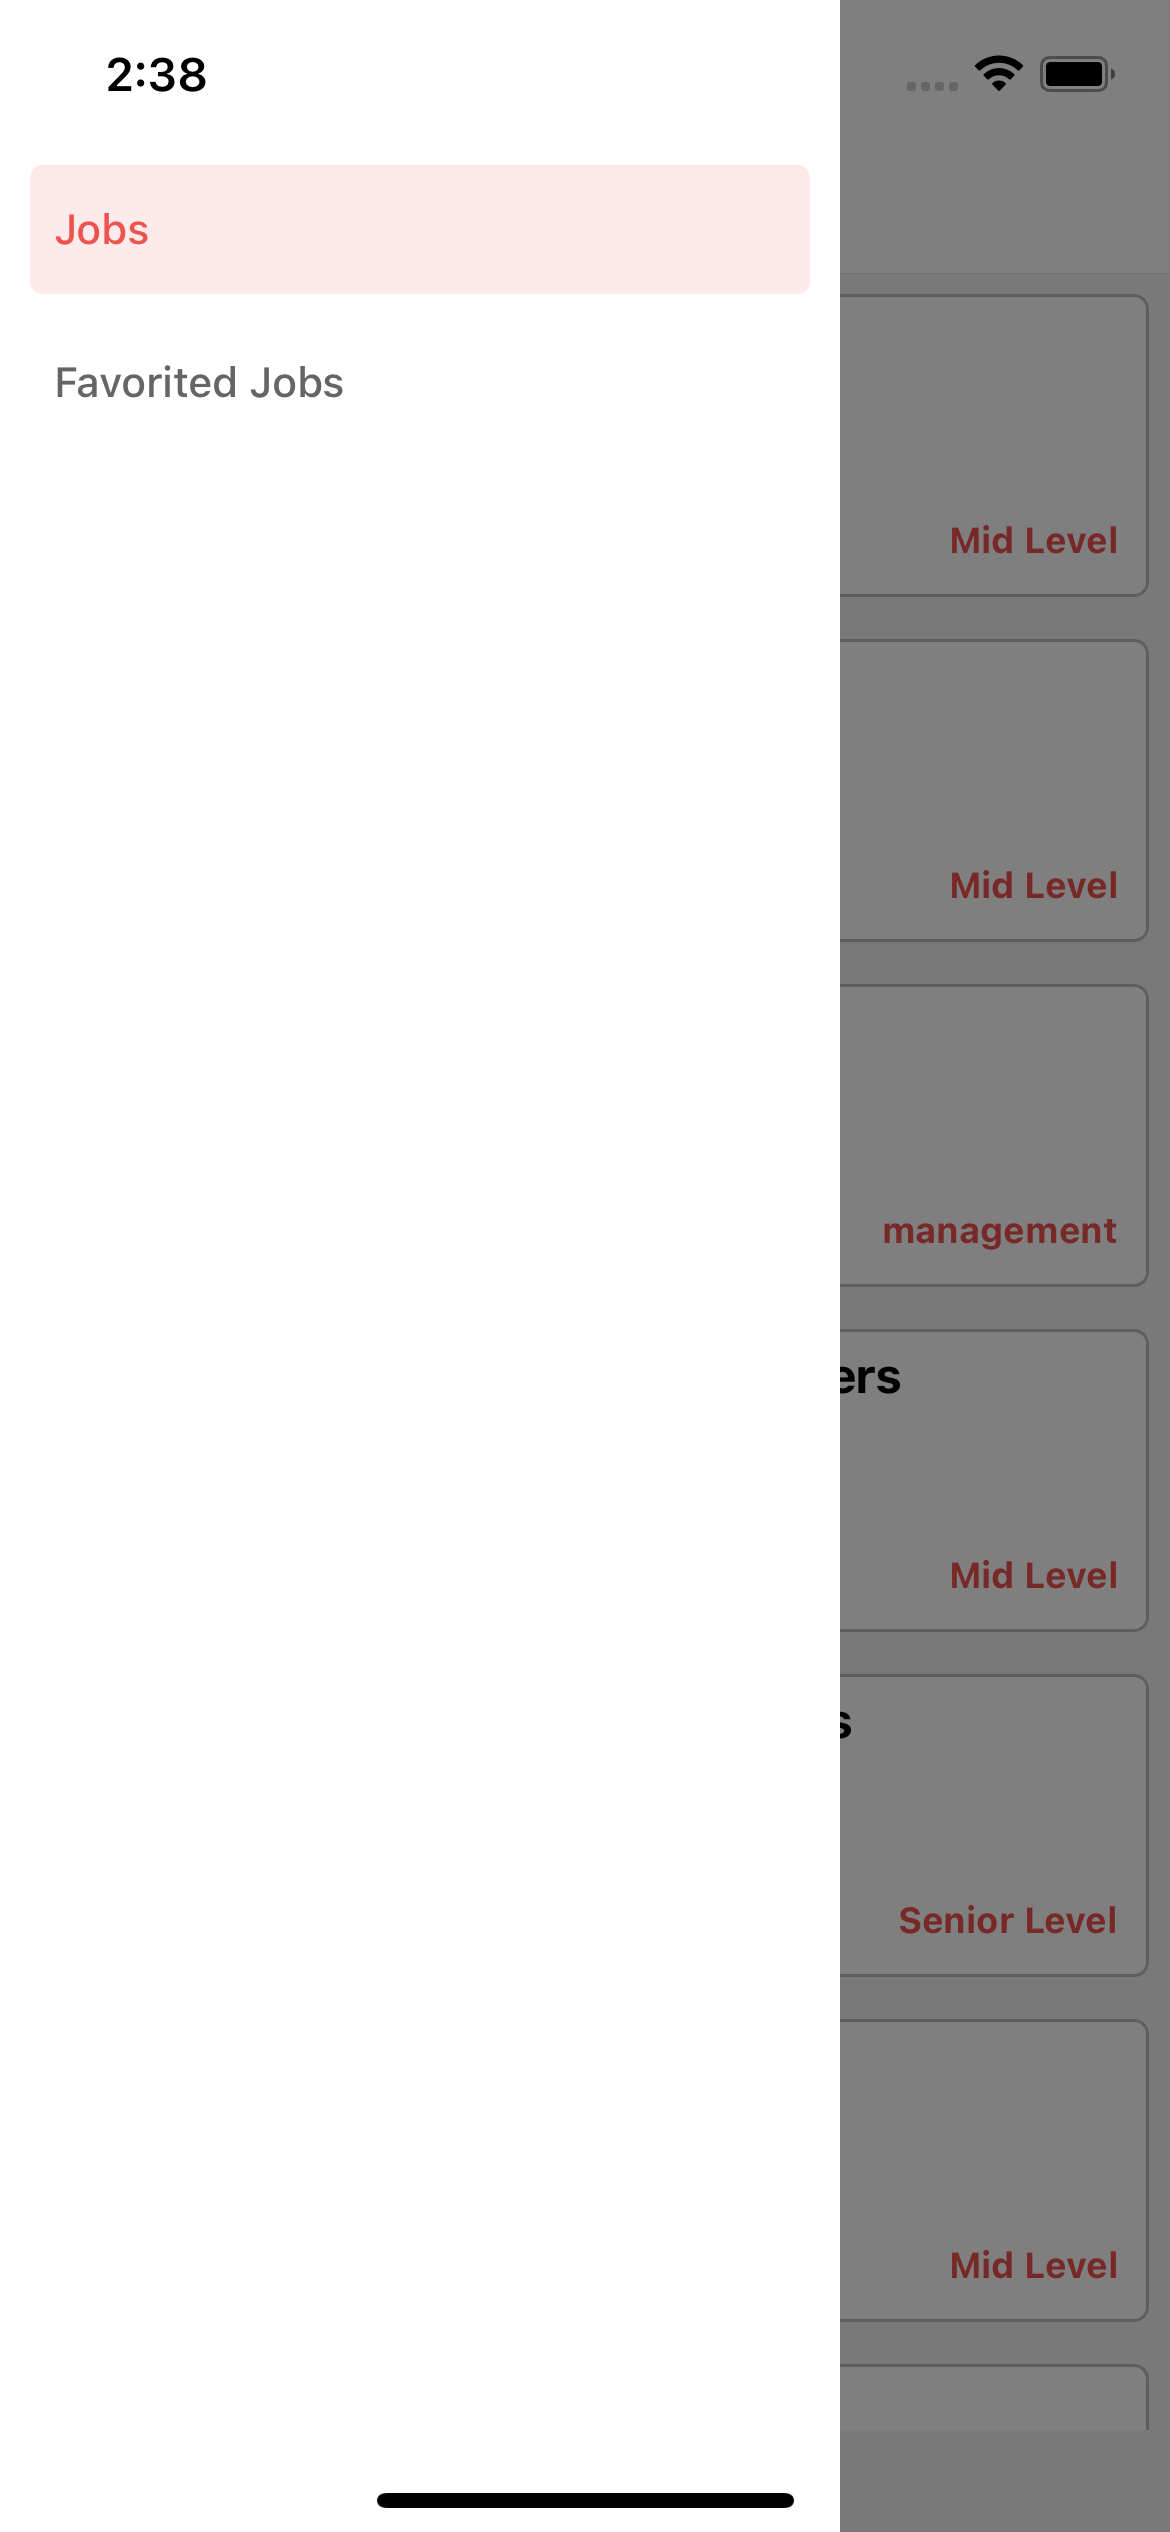 2:38
Jobs
Favorited Jobs
Mid Level
Mid Level
management
ers
Mid Level
s
Senior Level
Mid Level